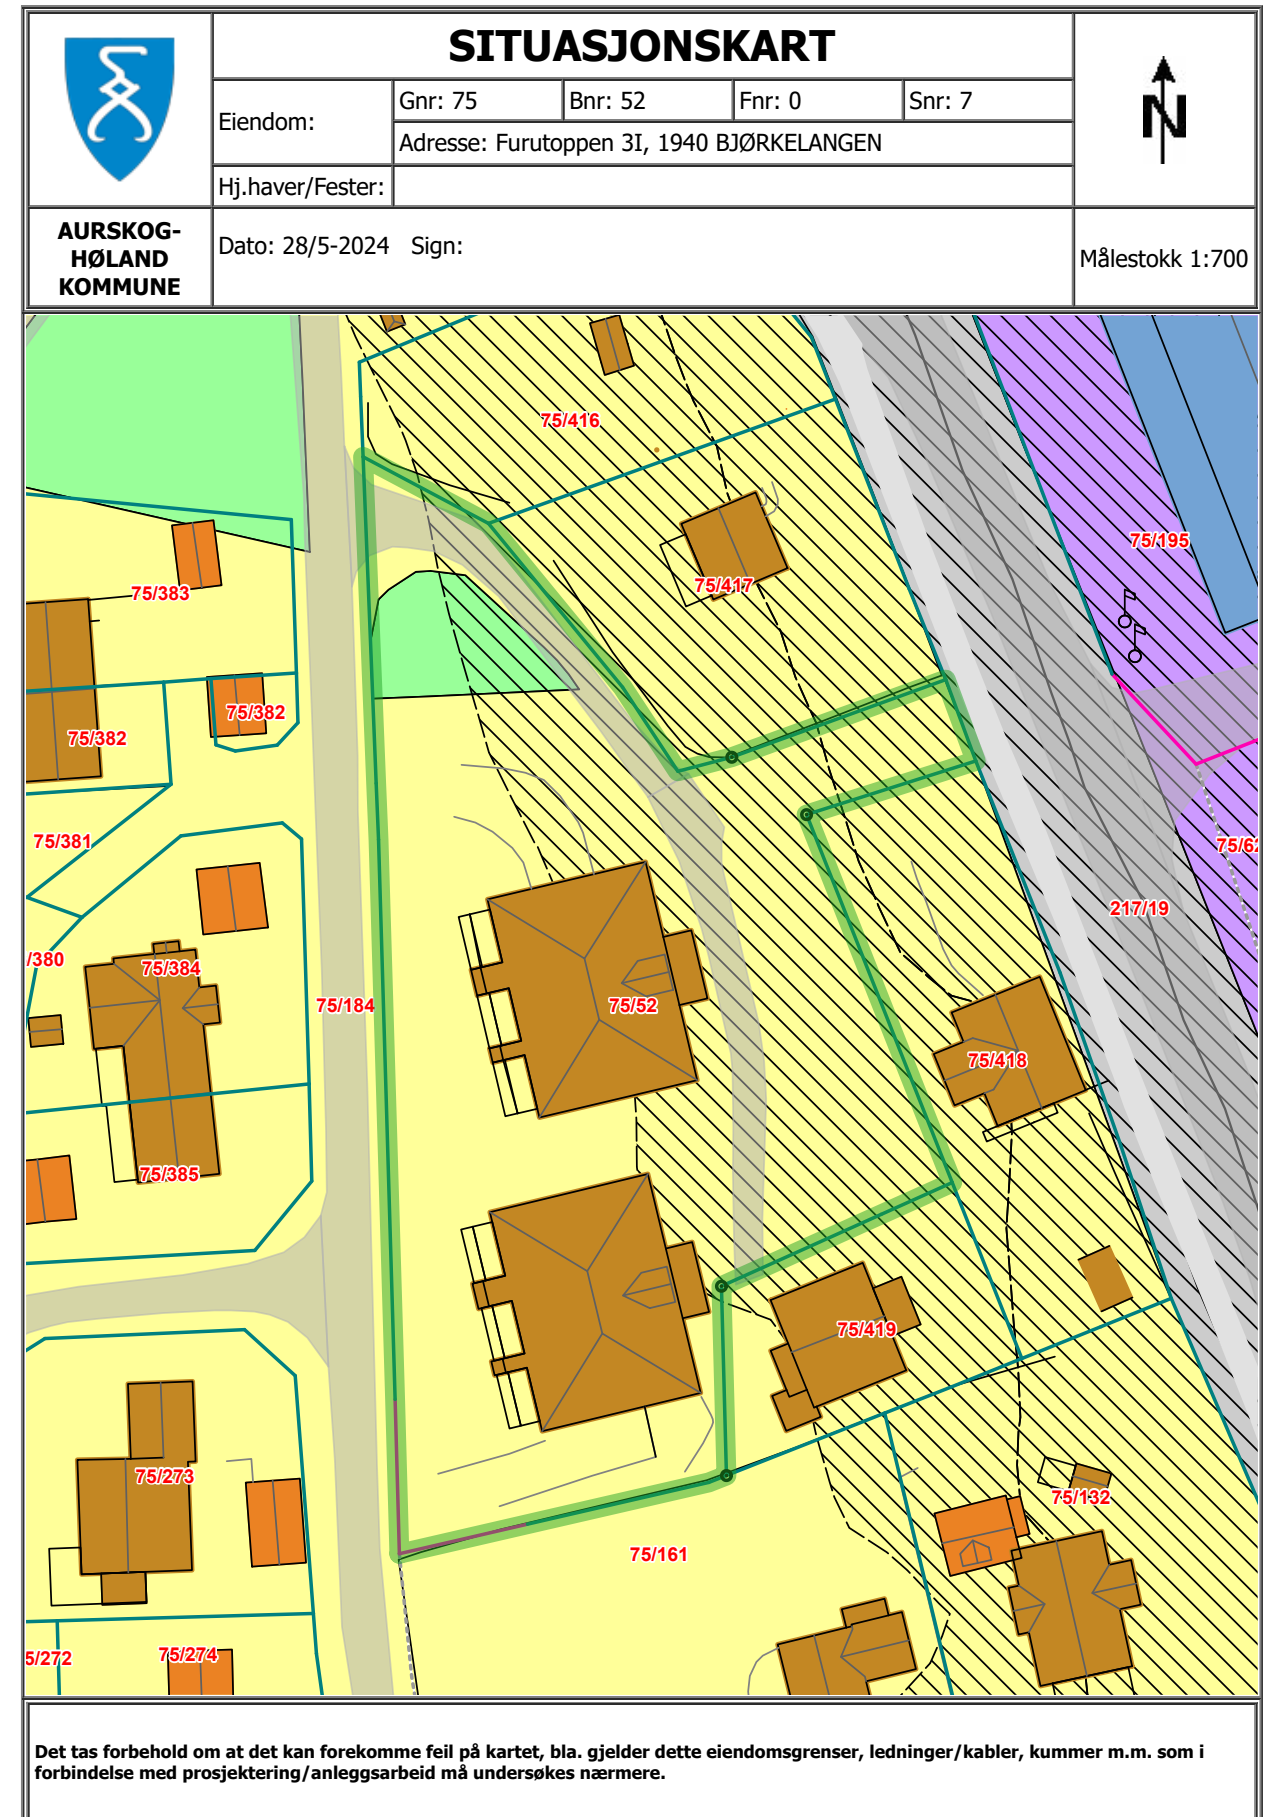 SITUASJONSKART
Eiendom:
Gnr: 75
Bnr: 52
Fnr: 0
Snr: 7
Adresse: Furutoppen 3I, 1940 BJØRKELANGEN
Hj.haver/Fester:
N
AURSKOG-
HØLAND
KOMMUNE
Dato: 28/5-2024 Sign:
Målestokk 1:700
75/416
75/195
75/383
75/417
75/382
75/382
75/381
75/62
217/19
/380
75/384
75/184
75/52
75/418
75/385
75/419
75/273
75/132
75/161
5/272
75/274
Det tas forbehold om at det kan forekomme feil på kartet, bla. gjelder dette eiendomsgrenser, ledninger/kabler, kummer m.m. som i
forbindelse med prosjektering/anleggsarbeid må undersøkes nærmere.